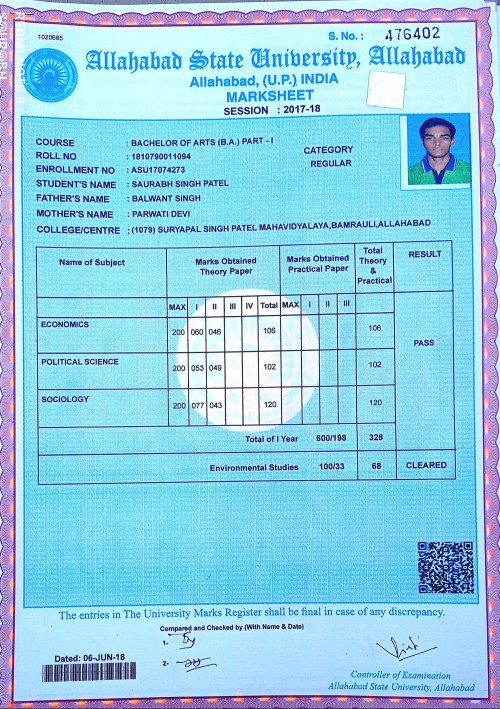 1020685
S. No.: 476402
Allahabad State University, Allahabad
Allahabad, (U.P.) INDIA
MARKSHEET
SESSION : 2017-18
COURSE : BACHELOR OF ARTS (B.A.) PART - I
CATEGORY
ROLL NO : 1810790011094
REGULAR
ENROLLMENT NO : ASU17074273
STUDENT'S NAME : SAURABH SINGH PATEL
FATHER'S NAME : BALWANT SINGH
MOTHER'S NAME : PARWATI DEVI
COLLEGE/CENTRE : (1079) SURYAPAL SINGH PATEL MAHAVIDYALAYA,BAMRAULI,ALLAHABAD
Name of Subject
Marks Obtained Theory Paper
Marks Obtained Practical Paper
Total Theory & Practical
RESULT
MAX I II III IV Total MAX I II III
ECONOMICS 200 060 046 106 106
PASS
POLITICAL SCIENCE 200 053 049 102 102
SOCIOLOGY 200 077 043 120 120
Total of I Year 600/198 328
Environmental Studies 100/33 68 CLEARED
The entries in The University Marks Register shall be final in case of any discrepancy.
Compared and Checked by (With Name & Date)
1-
2-
Dated: 06-JUN-18
Controller of Examination
Allahabad State University, Allahabad